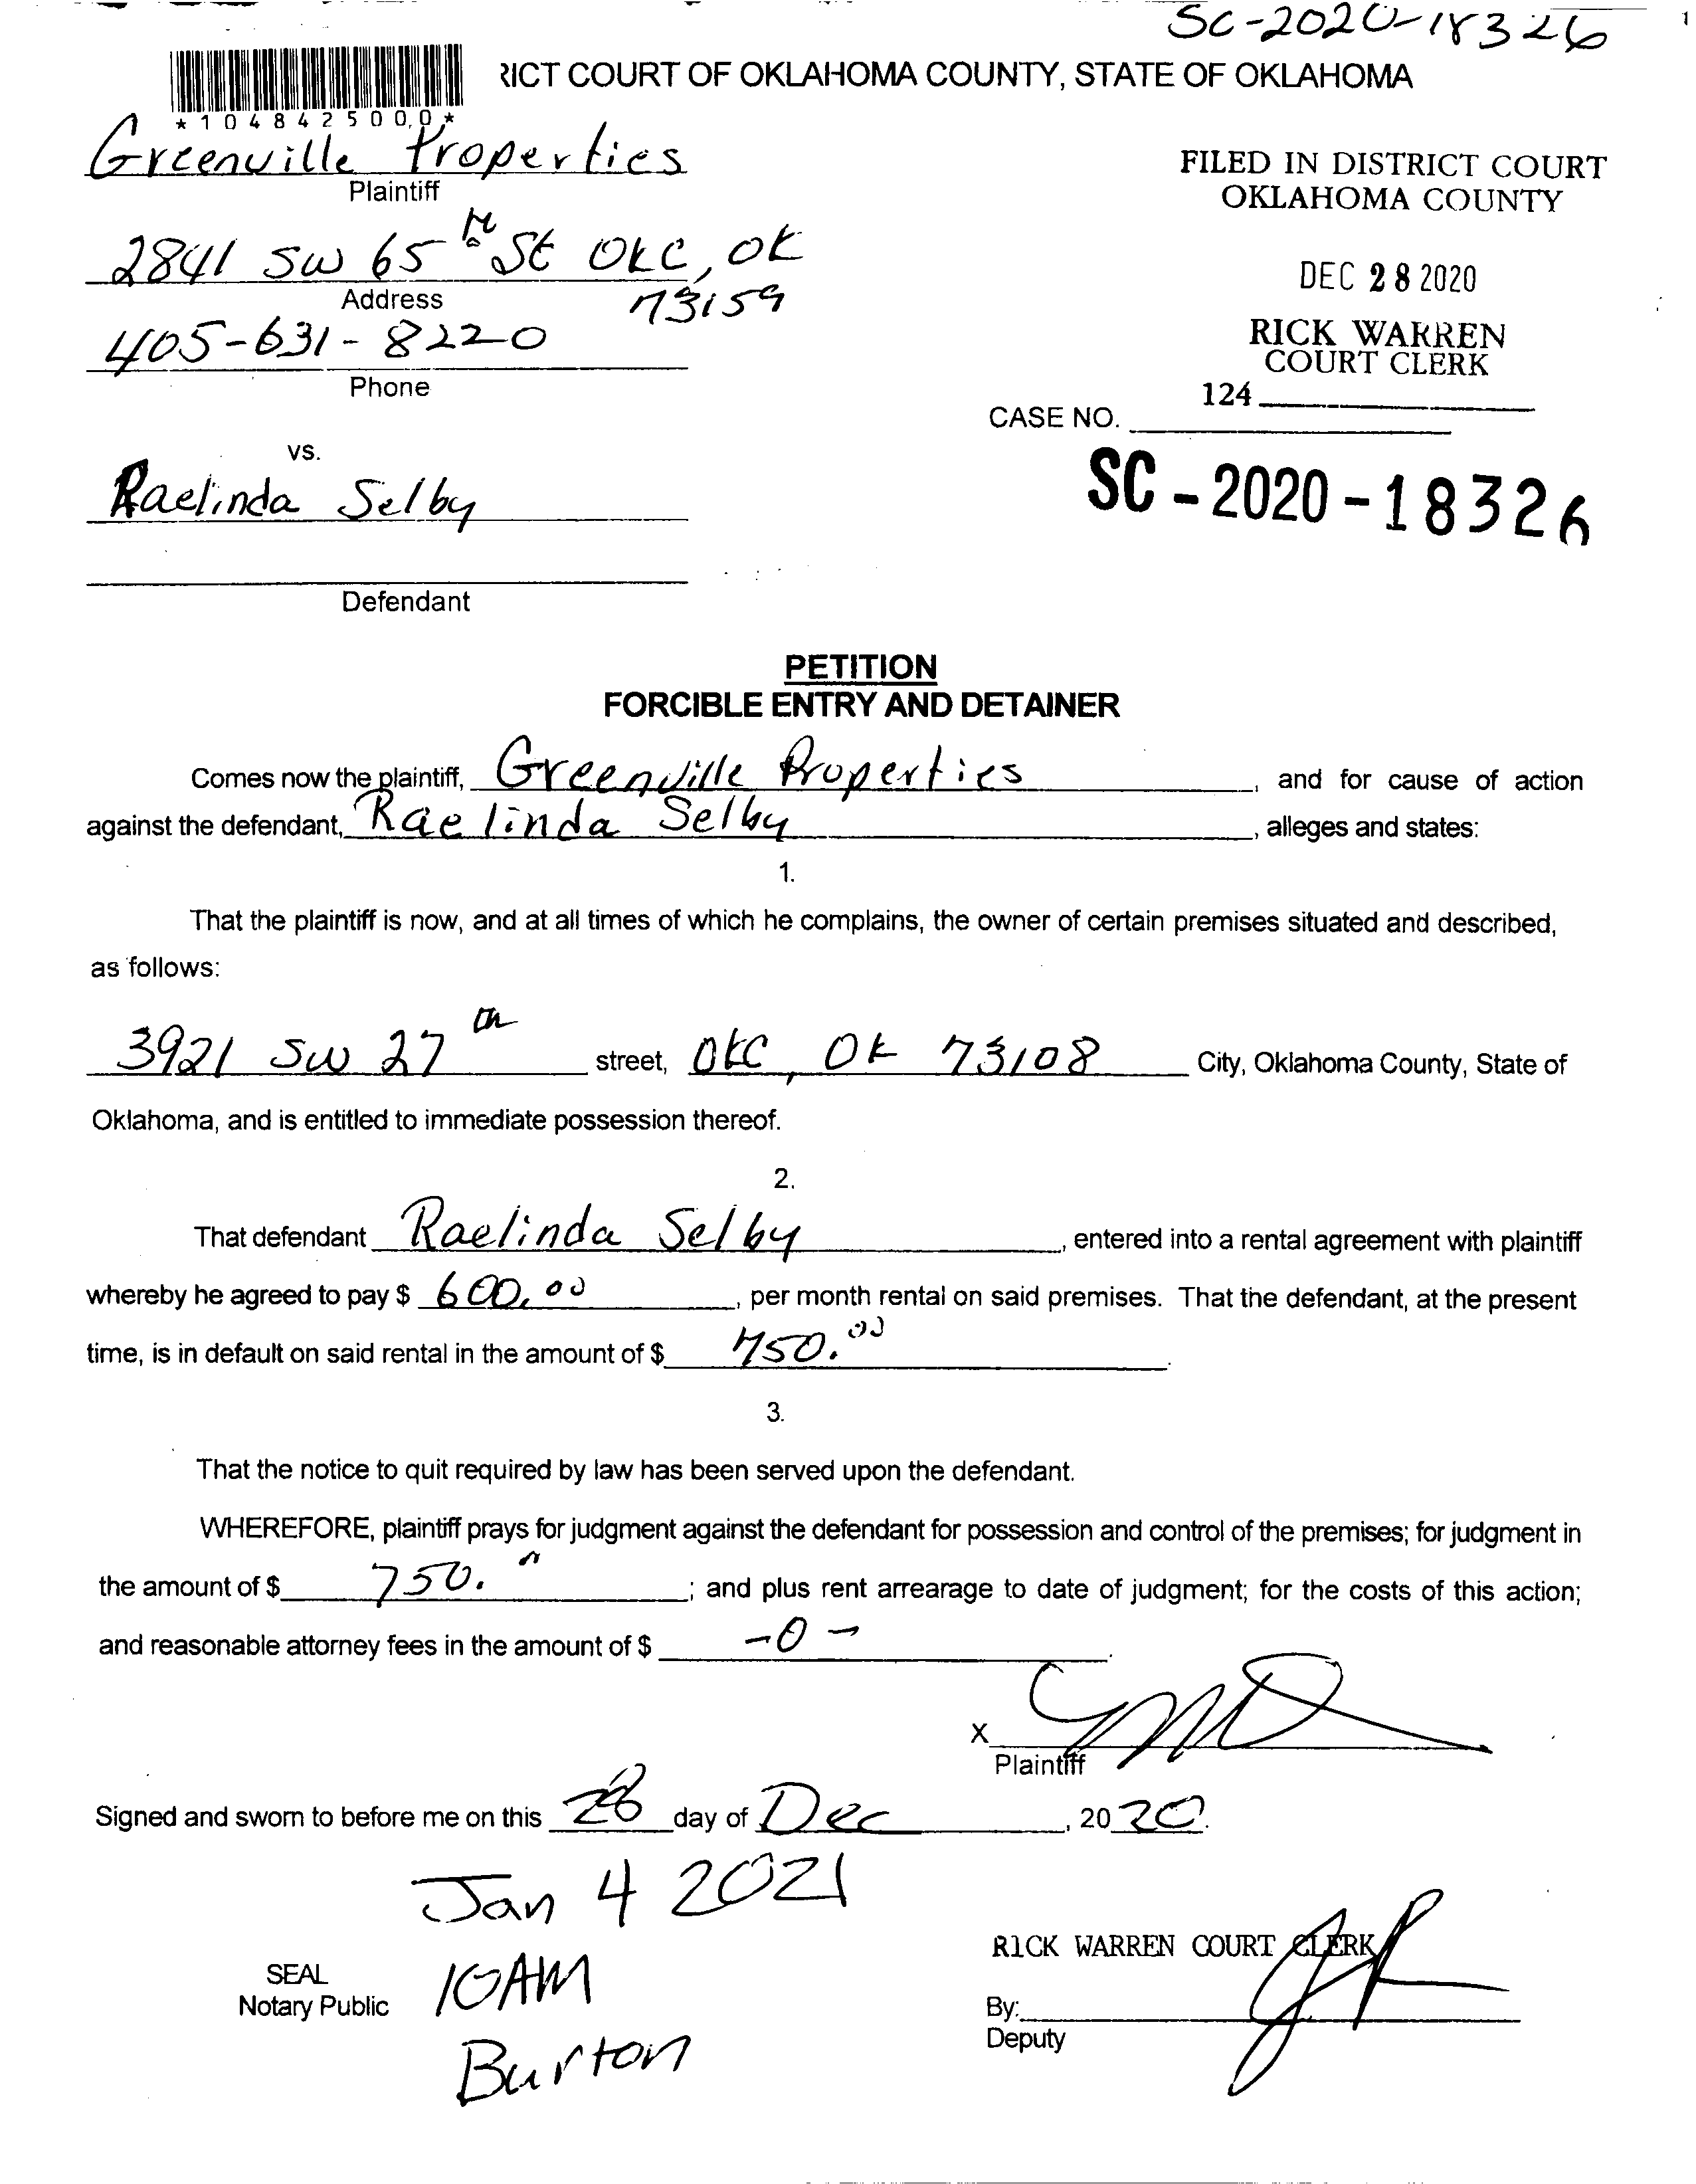 SC-2020-18326
RICT COURT OF OKLAHOMA COUNTY, STATE OF OKLAHOMA
*1048425000*
Greenville Properties
Plaintiff
FILED IN DISTRICT COURT
OKLAHOMA COUNTY
2841 SW 65th St OKC, OK
73159
Address
DEC 28 2020
405-631-8220
Phone
RICK WARREN
COURT CLERK
124
CASE NO.
SC-2020-18326
vs.
Raelinda Selby
Defendant
PETITION
FORCIBLE ENTRY AND DETAINER
Comes now the plaintiff, Greenville Properties, and for cause of action
against the defendant, Raelinda Selby, alleges and states:
1.
That the plaintiff is now, and at all times of which he complains, the owner of certain premises situated and described,
as follows:
3921 SW 27th street, OKC, OK 73108 City, Oklahoma County, State of
Oklahoma, and is entitled to immediate possession thereof.
2.
That defendant Raelinda Selby, entered into a rental agreement with plaintiff
whereby he agreed to pay $ 600.00, per month rental on said premises. That the defendant, at the present
time, is in default on said rental in the amount of $ 750.00.
3.
That the notice to quit required by law has been served upon the defendant.
WHEREFORE, plaintiff prays for judgment against the defendant for possession and control of the premises; for judgment in
the amount of $ 750.; and plus rent arrearage to date of judgment; for the costs of this action;
and reasonable attorney fees in the amount of $ -0-.
X
Plaintiff
Signed and sworn to before me on this 28 day of Dec, 2020.
Jan 4 2021
RICK WARREN COURT CLERK
SEAL
Notary Public
10AM
By:
Deputy
Burton